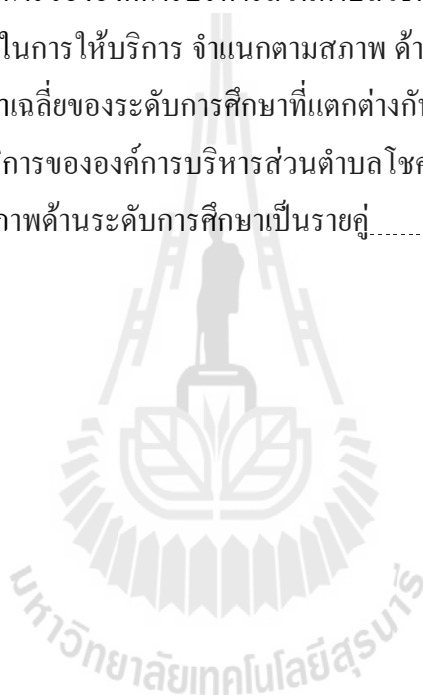 ในการให้บริการ จำแนกตามสภาพ ด้า
าเฉลี่ยของระดับการศึกษาที่แตกต่างกัน
ริการขององค์การบริหารส่วนตำบลโชค
ภาพด้านระดับการศึกษาเป็นรายคู่
มหาวิทยาลัยเทคโนโลยีสุรนารี